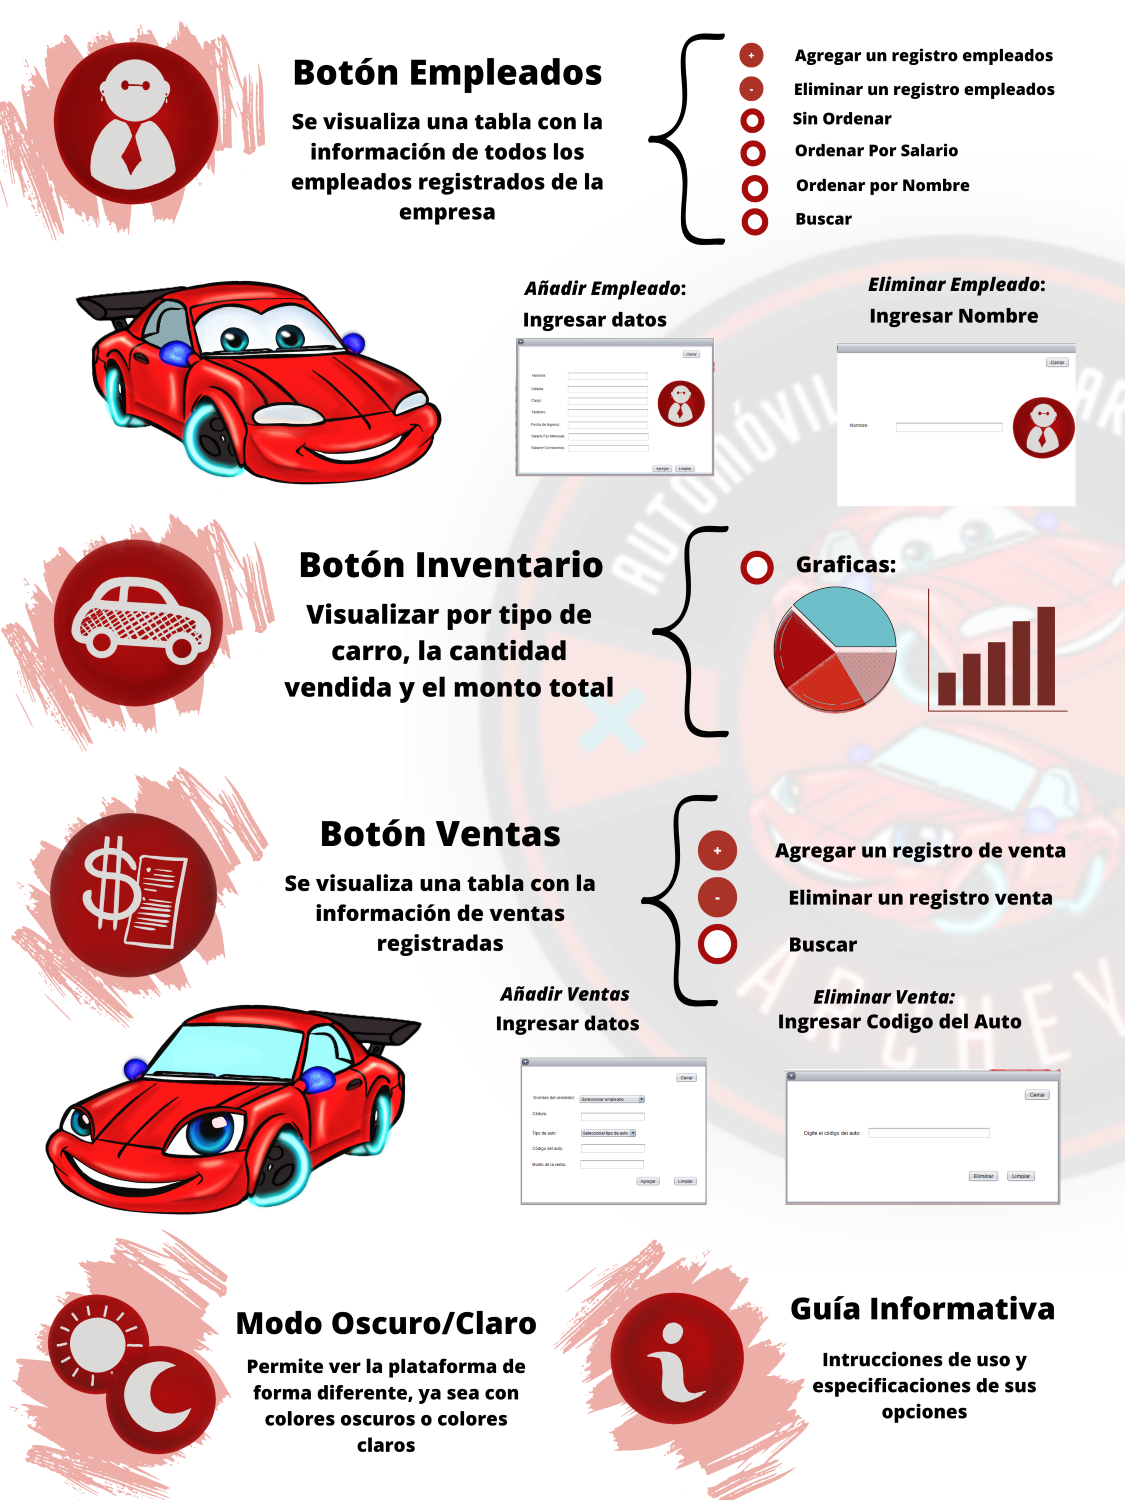 Botón Empleados
Se visualiza una tabla con la
información de todos los
empleados registrados de la
empresa
+ Agregar un registro empleados
- Eliminar un registro empleados
Sin Ordenar
Ordenar Por Salario
Ordenar por Nombre
Buscar
Añadir Empleado:
Ingresar datos
Cerrar
Nombre
Cédula
Cargo
Teléfono
Fecha de Ingreso
Salario Fijo Mensual
Salario+Comisiones
Agregar Limpiar
Eliminar Empleado:
Ingresar Nombre
Cerrar
Nombre
AUTOMÓVIL
AR
Botón Inventario
Visualizar por tipo de
carro, la cantidad
vendida y el monto total
Graficas:
Botón Ventas
Se visualiza una tabla con la
información de ventas
registradas
+ Agregar un registro de venta
- Eliminar un registro venta
Buscar
ARCHEY
Añadir Ventas
Ingresar datos
Cerrar
Nombre del vendedor: Seleccionar empleado
Cédula
Tipo de auto: Seleccionar tipo de auto
Código del auto:
Monto de la venta:
Agregar Limpiar
Eliminar Venta:
Ingresar Codigo del Auto
Cerrar
Digite el código del auto:
Eliminar Limpiar
Modo Oscuro/Claro
Permite ver la plataforma de
forma diferente, ya sea con
colores oscuros o colores
claros
Guía Informativa
Intrucciones de uso y
especificaciones de sus
opciones